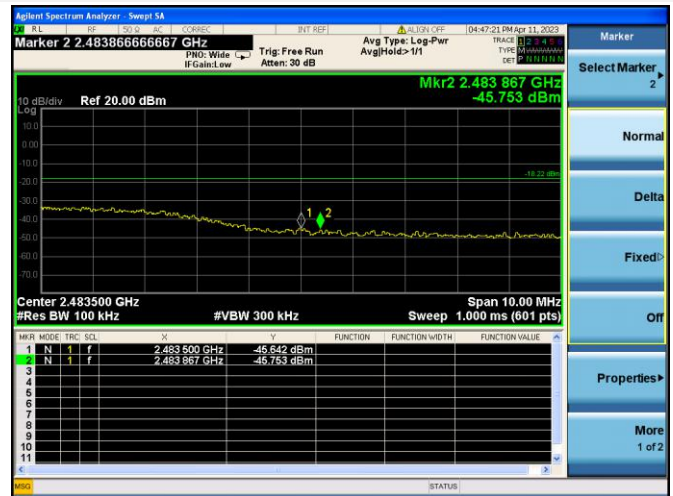 Agilent Spectrum Analyzer - Swept SA
RL RF 50 Ω AC CORREC INT REF ALIGN OFF 04:47:21 PM Apr 11, 2023
Marker 2 2.483866666667 GHz
PNO: Wide
IFGain:Low
Trig: Free Run
Atten: 30 dB
Avg Type: Log-Pwr
Avg|Hold:>1/1
TRACE 1 2 3 4 5 6
TYPE M
DET P N N N N N
Mkr2 2.483 867 GHz
-45.753 dBm
10 dB/div Ref 20.00 dBm
Log
10.0
0.00
-10.0
-18.22 dBm
-20.0
-30.0
-40.0
1 2
-50.0
-60.0
-70.0
Center 2.483500 GHz Span 10.00 MHz
#Res BW 100 kHz #VBW 300 kHz Sweep 1.000 ms (601 pts)
MKR MODE TRC SCL X Y FUNCTION FUNCTION WIDTH FUNCTION VALUE
1 N 1 f 2.483 500 GHz -45.642 dBm
2 N 1 f 2.483 867 GHz -45.753 dBm
3
4
5
6
7
8
9
10
11
MSG STATUS
Marker
Select Marker
2
Normal
Delta
Fixed
Off
Properties
More
1 of 2